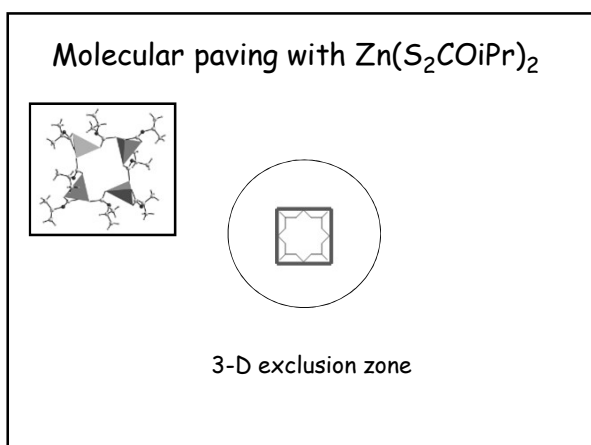 Molecular paving with Zn(S₂COiPr)₂
3-D exclusion zone